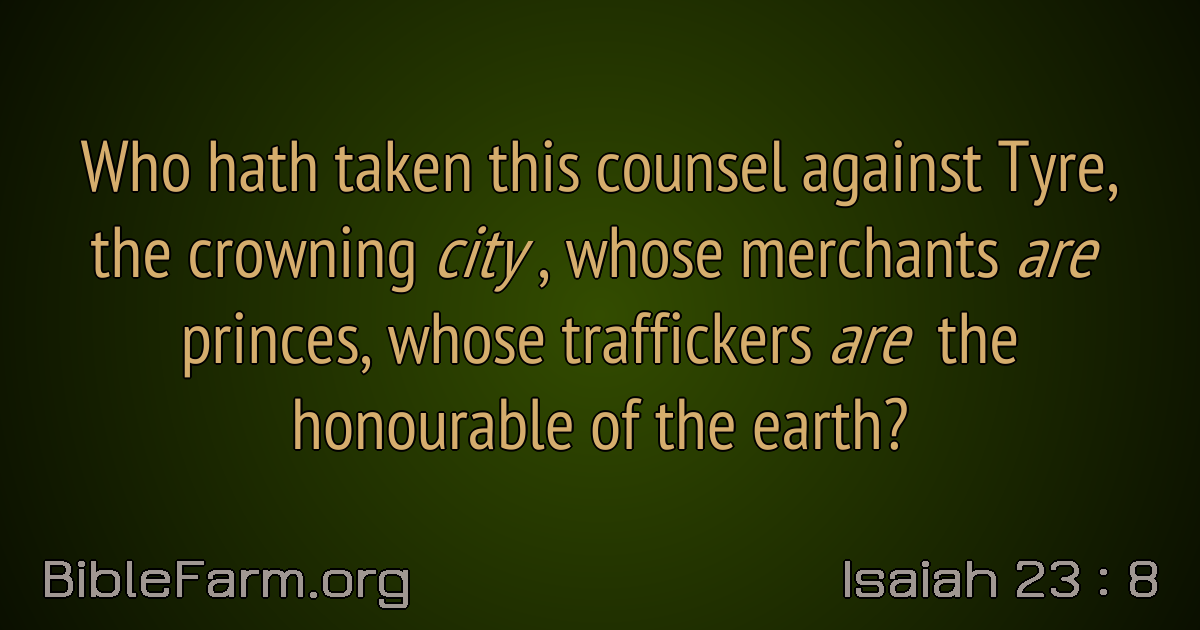 Who hath taken this counsel against Tyre,
the crowning city , whose merchants are
princes, whose traffickers are the
honourable of the earth?
BibleFarm.org
Isaiah 23 : 8